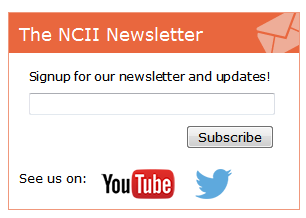 The NCII Newsletter
Signup for our newsletter and updates!
Subscribe
See us on: YouTube